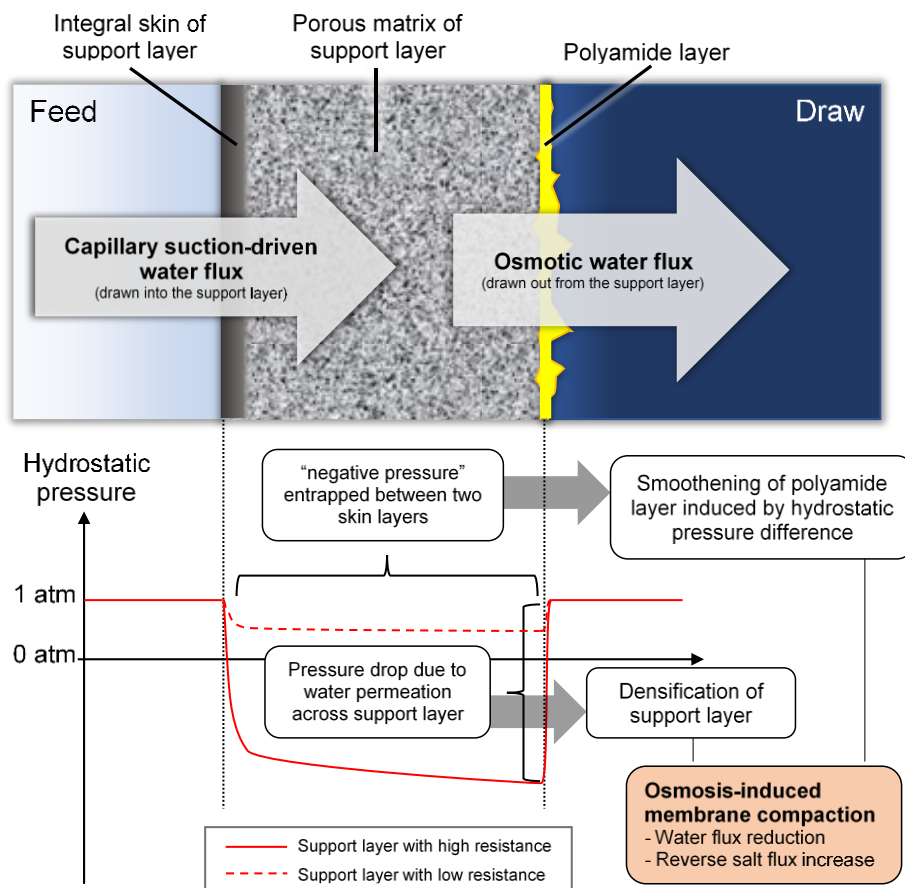 Integral skin of
support layer
Porous matrix of
support layer
Polyamide layer
Feed
Draw
Capillary suction-driven
water flux
(drawn into the support layer)
Osmotic water flux
(drawn out from the support layer)
Hydrostatic
pressure
"negative pressure"
entrapped between two
skin layers
Smoothening of polyamide
layer induced by hydrostatic
pressure difference
1 atm
0 atm
Pressure drop due to
water permeation
across support layer
Densification of
support layer
Osmosis-induced
membrane compaction
- Water flux reduction
- Reverse salt flux increase
Support layer with high resistance
Support layer with low resistance